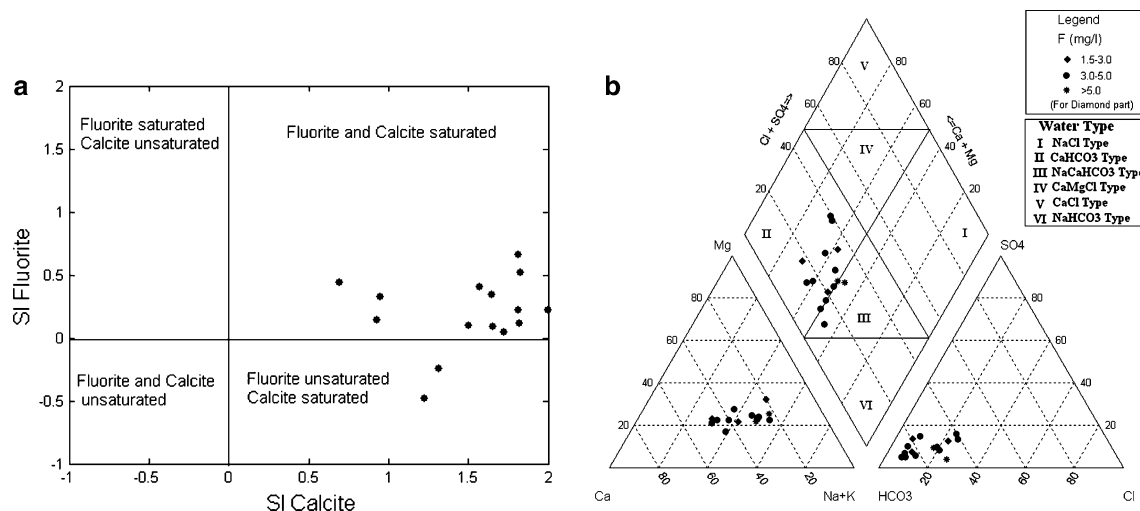 a
2
1.5
1
0.5
0
-0.5
-1
-1
-0.5
0
0.5
1
1.5
2
SI Fluorite
SI Calcite
Fluorite saturated
Calcite unsaturated
Fluorite and Calcite saturated
Fluorite and Calcite
unsaturated
Fluorite unsaturated
Calcite saturated
b
Legend
F (mg/l)
1.5-3.0
3.0-5.0
>5.0
(For Diamond part)
Water Type
I NaCl Type
II CaHCO3 Type
III NaCaHCO3 Type
IV CaMgCl Type
V CaCl Type
VI NaHCO3 Type
Cl + SO4=>
<=Ca + Mg
80
60
40
20
80
60
40
20
V
IV
II
I
III
VI
Mg
SO4
80
60
40
20
80
60
40
20
80
60
40
20
20
40
60
80
Ca
Na+K
HCO3
Cl